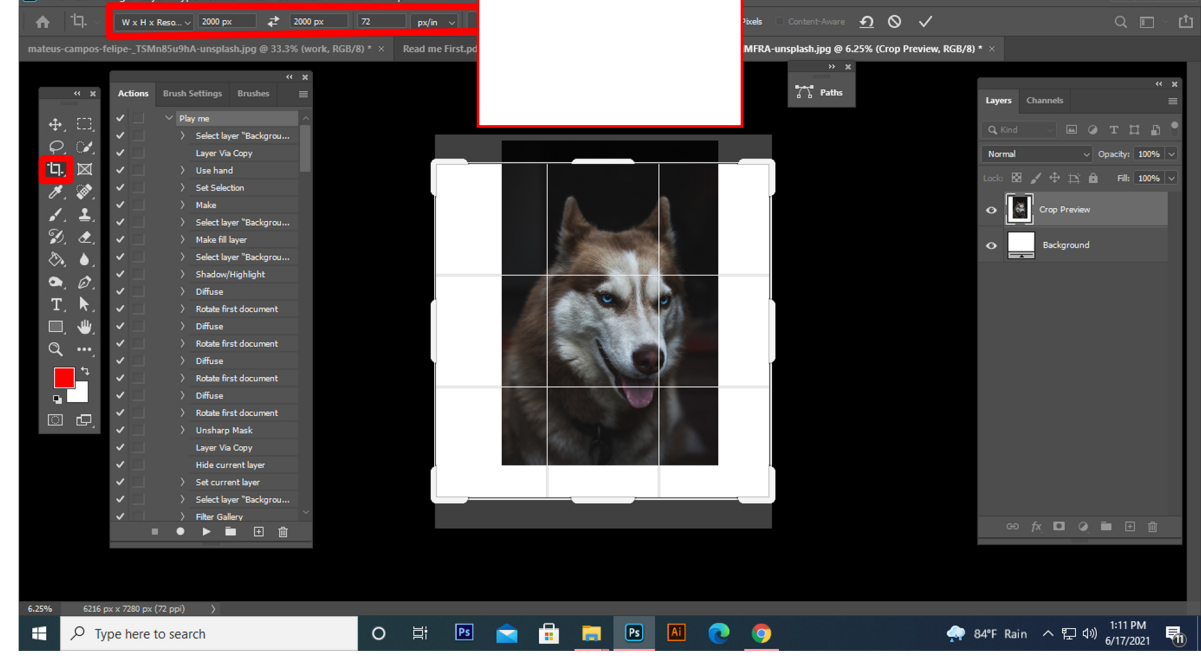 W x H x Reso... 2000 px 2000 px 72 px/in Pixels Content-Aware
mateus-campos-felipe-_TSMn85u9hA-unsplash.jpg @ 33.3% (work, RGB/8) * × Read me First.pd MFRA-unsplash.jpg @ 6.25% (Crop Preview, RGB/8) * ×
Actions Brush Settings Brushes
Play me
Select layer "Backgrou...
Layer Via Copy
Use hand
Set Selection
Make
Select layer "Backgrou...
Make fill layer
Select layer "Backgrou...
Shadow/Highlight
Diffuse
Rotate first document
Diffuse
Rotate first document
Diffuse
Rotate first document
Diffuse
Rotate first document
Unsharp Mask
Layer Via Copy
Hide current layer
Set current layer
Select layer "Backgrou...
Filter Gallery
Paths
Layers Channels
Kind
Normal Opacity: 100%
Lock: Fill: 100%
Crop Preview
Background
6.25% 6216 px x 7280 px (72 ppi)
Type here to search
Ps Ps Ai
84°F Rain
1:11 PM
6/17/2021
11